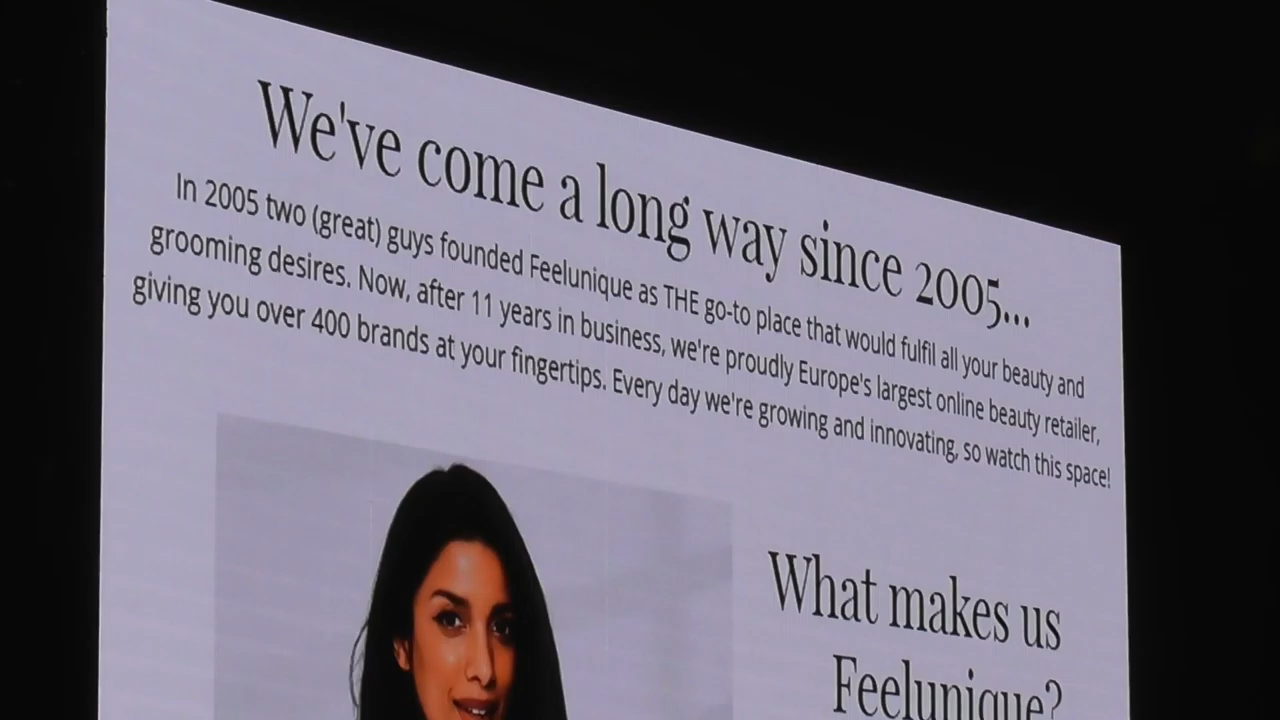 We've come a long way since 2005...
In 2005 two (great) guys founded Feelunique as THE go-to place that would fulfil all your beauty and
grooming desires. Now, after 11 years in business, we're proudly Europe's largest online beauty retailer,
giving you over 400 brands at your fingertips. Every day we're growing and innovating, so watch this space!
What makes us
Feelunique?